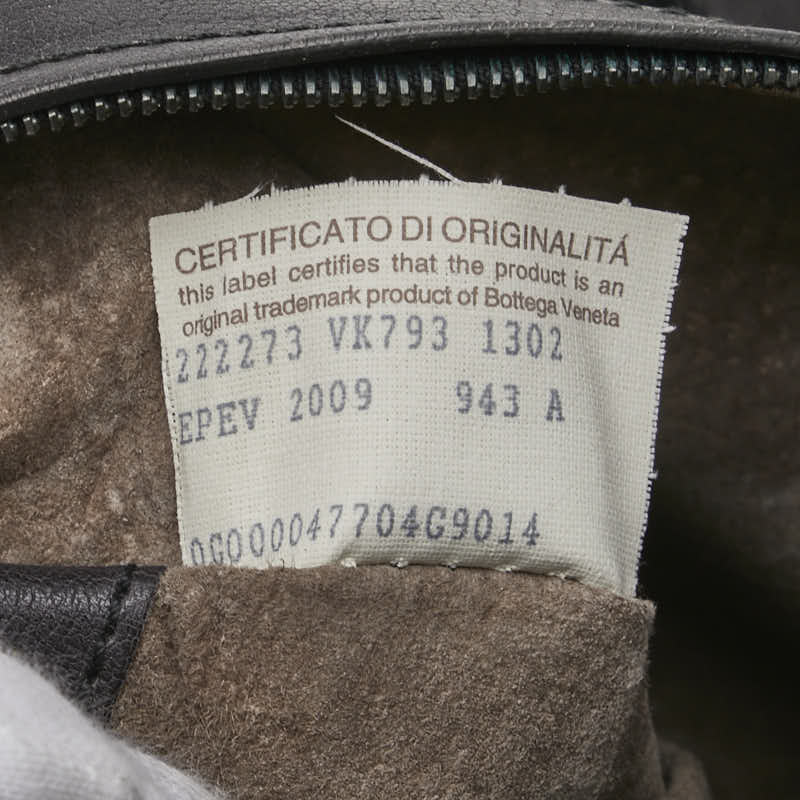 CERTIFICATO DI ORIGINALITÁ
this label certifies that the product is an
original trademark product of Bottega Veneta
222273 VK793 1302
EPEV 2009 943 A
0G00047704G9014